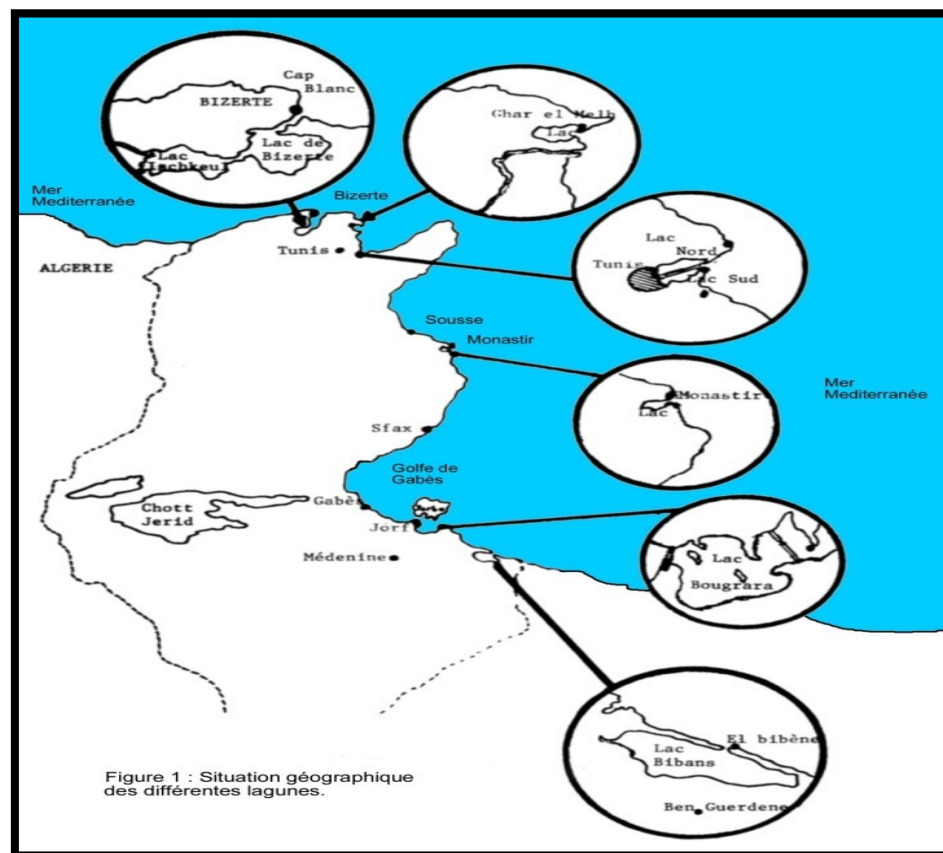 Cap
Blanc
BIZERTE
Lac de
Bizerte
Lac
Ischkeul
Ghar el Melh
Lac
Mer
Mediterranée
Bizerte
Tunis
ALGERIE
Lac
Nord
Tunis
Lac Sud
Sousse
Monastir
Monastir
Lac
Mer
Mediterranée
Sfax
Golfe de
Gabès
Gabès
Chott
Jerid
Jerba
Jorf
Médenine
Lac
Bougrara
El bibène
Lac
Bibans
Ben Guerdene
Figure 1 : Situation géographique
des différentes lagunes.